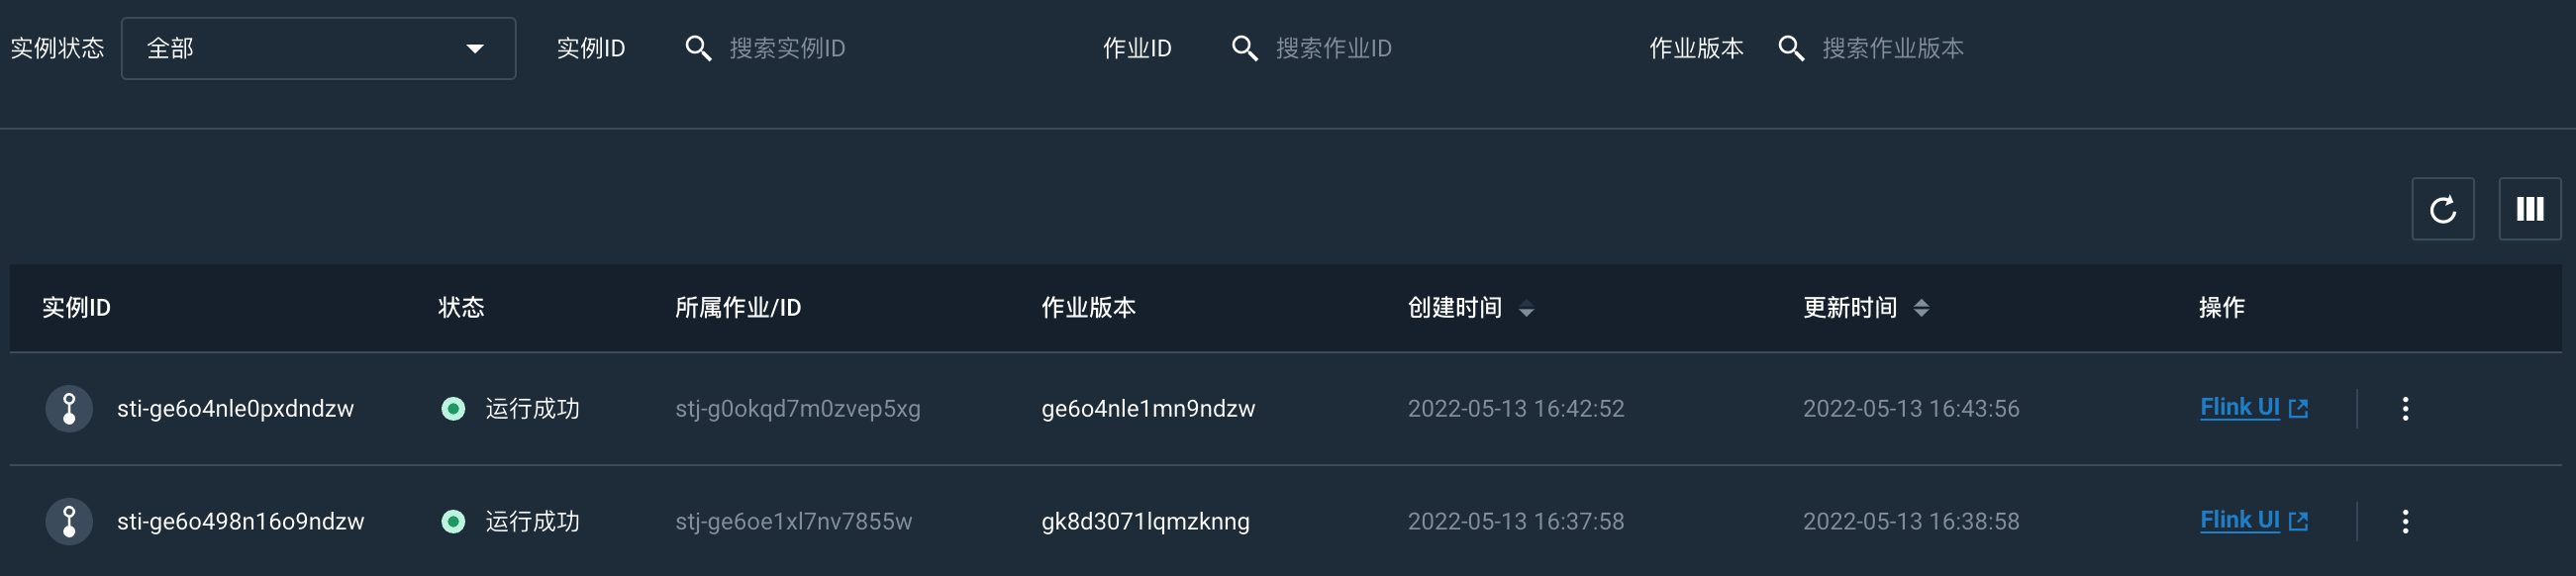 实例状态 全部 实例ID 搜索实例ID 作业ID 搜索作业ID 作业版本 搜索作业版本
实例ID 状态 所属作业/ID 作业版本 创建时间 更新时间 操作
sti-ge6o4nle0pxdndzw 运行成功 stj-g0okqd7m0zvep5xg ge6o4nle1mn9ndzw 2022-05-13 16:42:52 2022-05-13 16:43:56 Flink UI
sti-ge6o498n16o9ndzw 运行成功 stj-ge6oe1xl7nv7855w gk8d3071lqmzknng 2022-05-13 16:37:58 2022-05-13 16:38:58 Flink UI